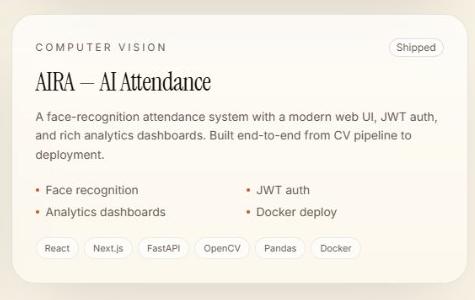 COMPUTER VISION
Shipped
AIRA — AI Attendance
A face-recognition attendance system with a modern web UI, JWT auth,
and rich analytics dashboards. Built end-to-end from CV pipeline to
deployment.
• Face recognition
• JWT auth
• Analytics dashboards
• Docker deploy
React Next.js FastAPI OpenCV Pandas Docker